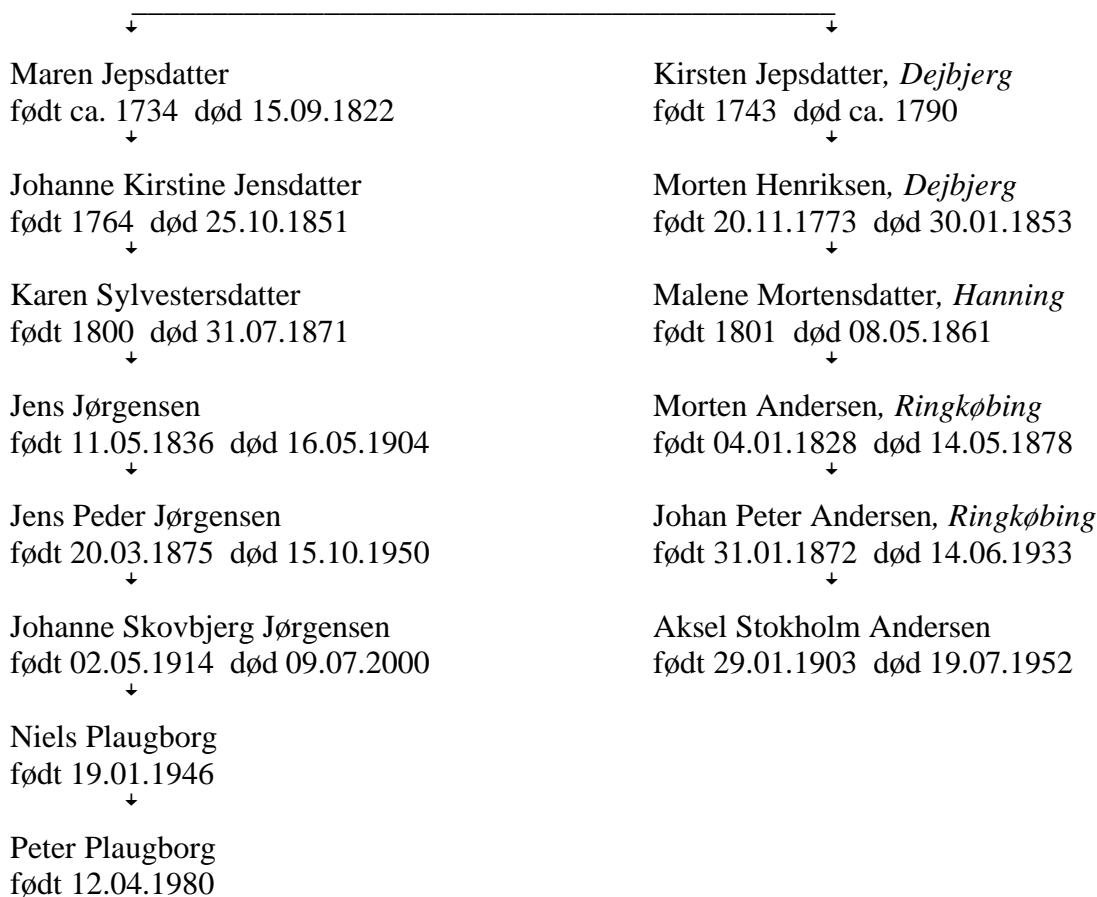 Maren Jepsdatter
født ca. 1734 død 15.09.1822
Johanne Kirstine Jensdatter
født 1764 død 25.10.1851
Karen Sylvestersdatter
født 1800 død 31.07.1871
Jens Jørgensen
født 11.05.1836 død 16.05.1904
Jens Peder Jørgensen
født 20.03.1875 død 15.10.1950
Johanne Skovbjerg Jørgensen
født 02.05.1914 død 09.07.2000
Niels Plaugborg
født 19.01.1946
Peter Plaugborg
født 12.04.1980
Kirsten Jepsdatter, Dejbjerg
født 1743 død ca. 1790
Morten Henriksen, Dejbjerg
født 20.11.1773 død 30.01.1853
Malene Mortensdatter, Hanning
født 1801 død 08.05.1861
Morten Andersen, Ringkøbing
født 04.01.1828 død 14.05.1878
Johan Peter Andersen, Ringkøbing
født 31.01.1872 død 14.06.1933
Aksel Stokholm Andersen
født 29.01.1903 død 19.07.1952